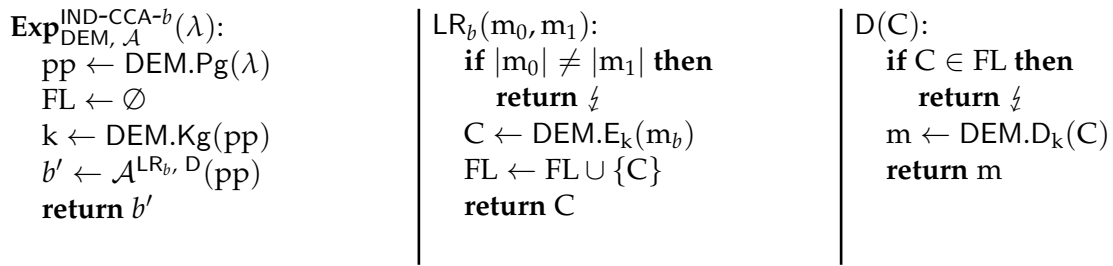 Exp^{IND-CCA-b}_{DEM, 𝒜}(λ):
pp ← DEM.Pg(λ)
FL ← ∅
k ← DEM.Kg(pp)
b′ ← 𝒜^{LR_b, D}(pp)
return b′
LR_b(m_0, m_1):
if |m_0| ≠ |m_1| then
return ↯
C ← DEM.E_k(m_b)
FL ← FL ∪ {C}
return C
D(C):
if C ∈ FL then
return ↯
m ← DEM.D_k(C)
return m